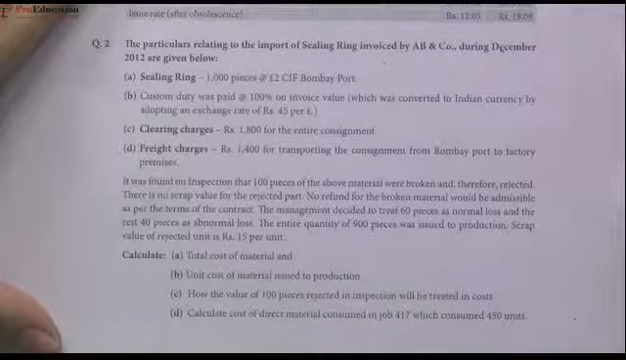 ProEducation
Issue rate (after obsolescence) Rs. 12.05 Rs. 18.08
Q. 2 The particulars relating to the import of Sealing Ring invoiced by AB & Co., during December
2012 are given below:
(a) Sealing Ring – 1,000 pieces @ £2 CIF Bombay Port.
(b) Custom duty was paid @ 100% on invoice value (which was converted to Indian currency by
adopting an exchange rate of Rs. 45 per £.)
(c) Clearing charges – Rs. 1,800 for the entire consignment
(d) Freight charges – Rs. 1,400 for transporting the consignment from Bombay port to factory
premises.
It was found on Inspection that 100 pieces of the above material were broken and, therefore, rejected.
There is no scrap value for the rejected part. No refund for the broken material would be admissible
as per the terms of the contract. The management decided to treat 60 pieces as normal loss and the
rest 40 pieces as abnormal loss. The entire quantity of 900 pieces was issued to production. Scrap
value of rejected unit is Rs. 15 per unit.
Calculate: (a) Total cost of material and
(b) Unit cost of material issued to production
(c) How the value of 100 pieces rejected in inspection will be treated in costs
(d) Calculate cost of direct material consumed in job 417 which consumed 450 units.